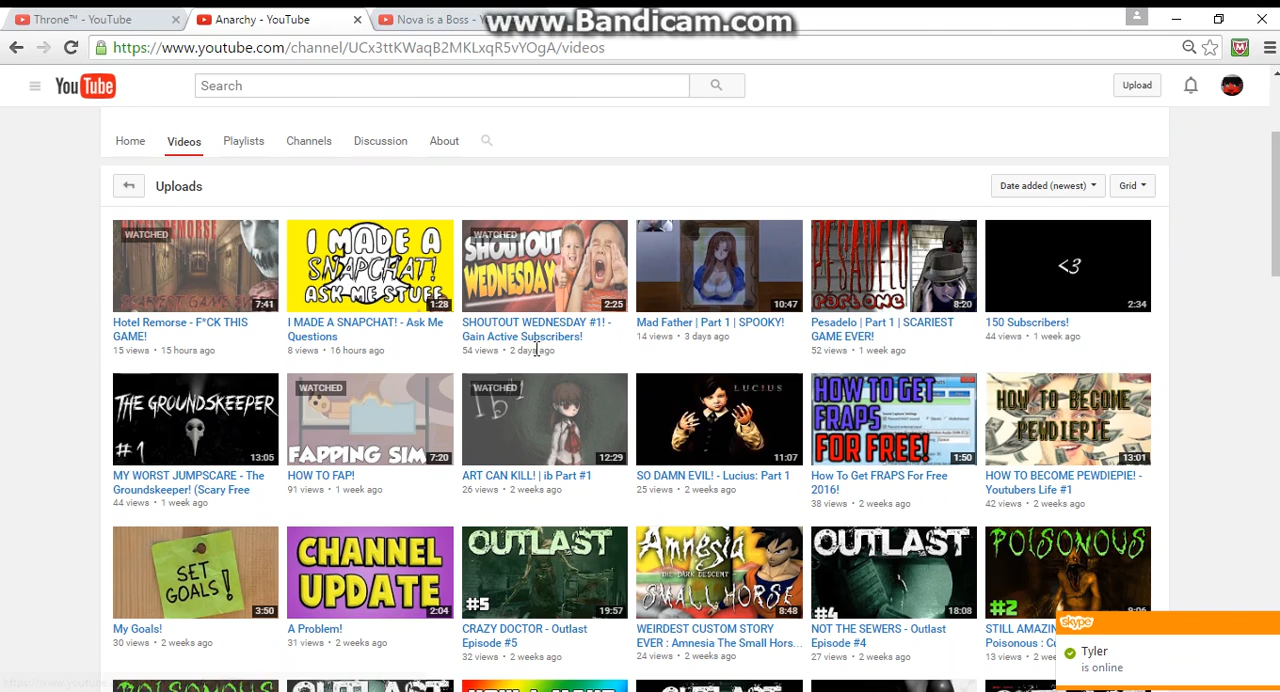 www.Bandicam.com
Throne™ - YouTube
Anarchy - YouTube
Nova is a Boss - Y
https://www.youtube.com/channel/UCx3ttKWaqB2MKLxqR5vYOgA/videos
YouTube
Search
Upload
Home
Videos
Playlists
Channels
Discussion
About
Uploads
Date added (newest)
Grid
WATCHED
7:41
I MADE A
SNAPCHAT!
ASK ME STUFF
1:28
WATCHED
SHOUTOUT
WEDNESDAY
2:25
10:47
PESADELO
PART ONE
8:20
<3
2:34
Hotel Remorse - F*CK THIS
GAME!
15 views • 15 hours ago
I MADE A SNAPCHAT! - Ask Me
Questions
8 views • 16 hours ago
SHOUTOUT WEDNESDAY #1! -
Gain Active Subscribers!
54 views • 2 days ago
Mad Father | Part 1 | SPOOKY!
14 views • 3 days ago
Pesadelo | Part 1 | SCARIEST
GAME EVER!
52 views • 1 week ago
150 Subscribers!
44 views • 1 week ago
THE GROUNDSKEEPER
#1
13:05
WATCHED
FAPPING SIM
7:20
WATCHED
12:29
LUCIUS
11:07
HOW TO GET
FRAPS
FOR FREE!
1:50
HOW TO BECOME
PEWDIEPIE
13:01
MY WORST JUMPSCARE - The
Groundskeeper! (Scary Free
44 views • 1 week ago
HOW TO FAP!
91 views • 1 week ago
ART CAN KILL! | ib Part #1
26 views • 2 weeks ago
SO DAMN EVIL! - Lucius: Part 1
25 views • 2 weeks ago
How To Get FRAPS For Free
2016!
38 views • 2 weeks ago
HOW TO BECOME PEWDIEPIE! -
Youtubers Life #1
42 views • 2 weeks ago
SET
GOALS!
3:50
CHANNEL
UPDATE
2:04
OUTLAST
#5
19:57
Amnesia
THE DARK DESCENT
SMALL HORSE
8:48
OUTLAST
#4
18:08
POISONOUS
#2
9:06
My Goals!
30 views • 2 weeks ago
A Problem!
31 views • 2 weeks ago
CRAZY DOCTOR - Outlast
Episode #5
32 views • 2 weeks ago
WEIRDEST CUSTOM STORY
EVER : Amnesia The Small Hors...
24 views • 2 weeks ago
NOT THE SEWERS - Outlast
Episode #4
27 views • 2 weeks ago
STILL AMAZIN
Poisonous : Cu
13 views • 2 w
skype
Tyler
is online